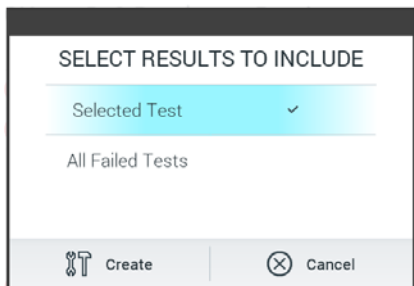 SELECT RESULTS TO INCLUDE
Selected Test
All Failed Tests
Create
Cancel